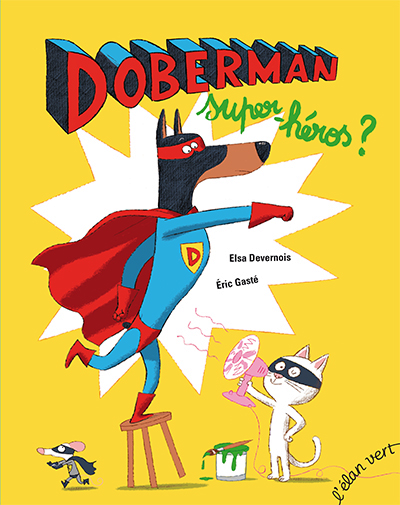 DOBERMAN
super-héros ?
Elsa Devernois
Éric Gasté
D
l'élan vert